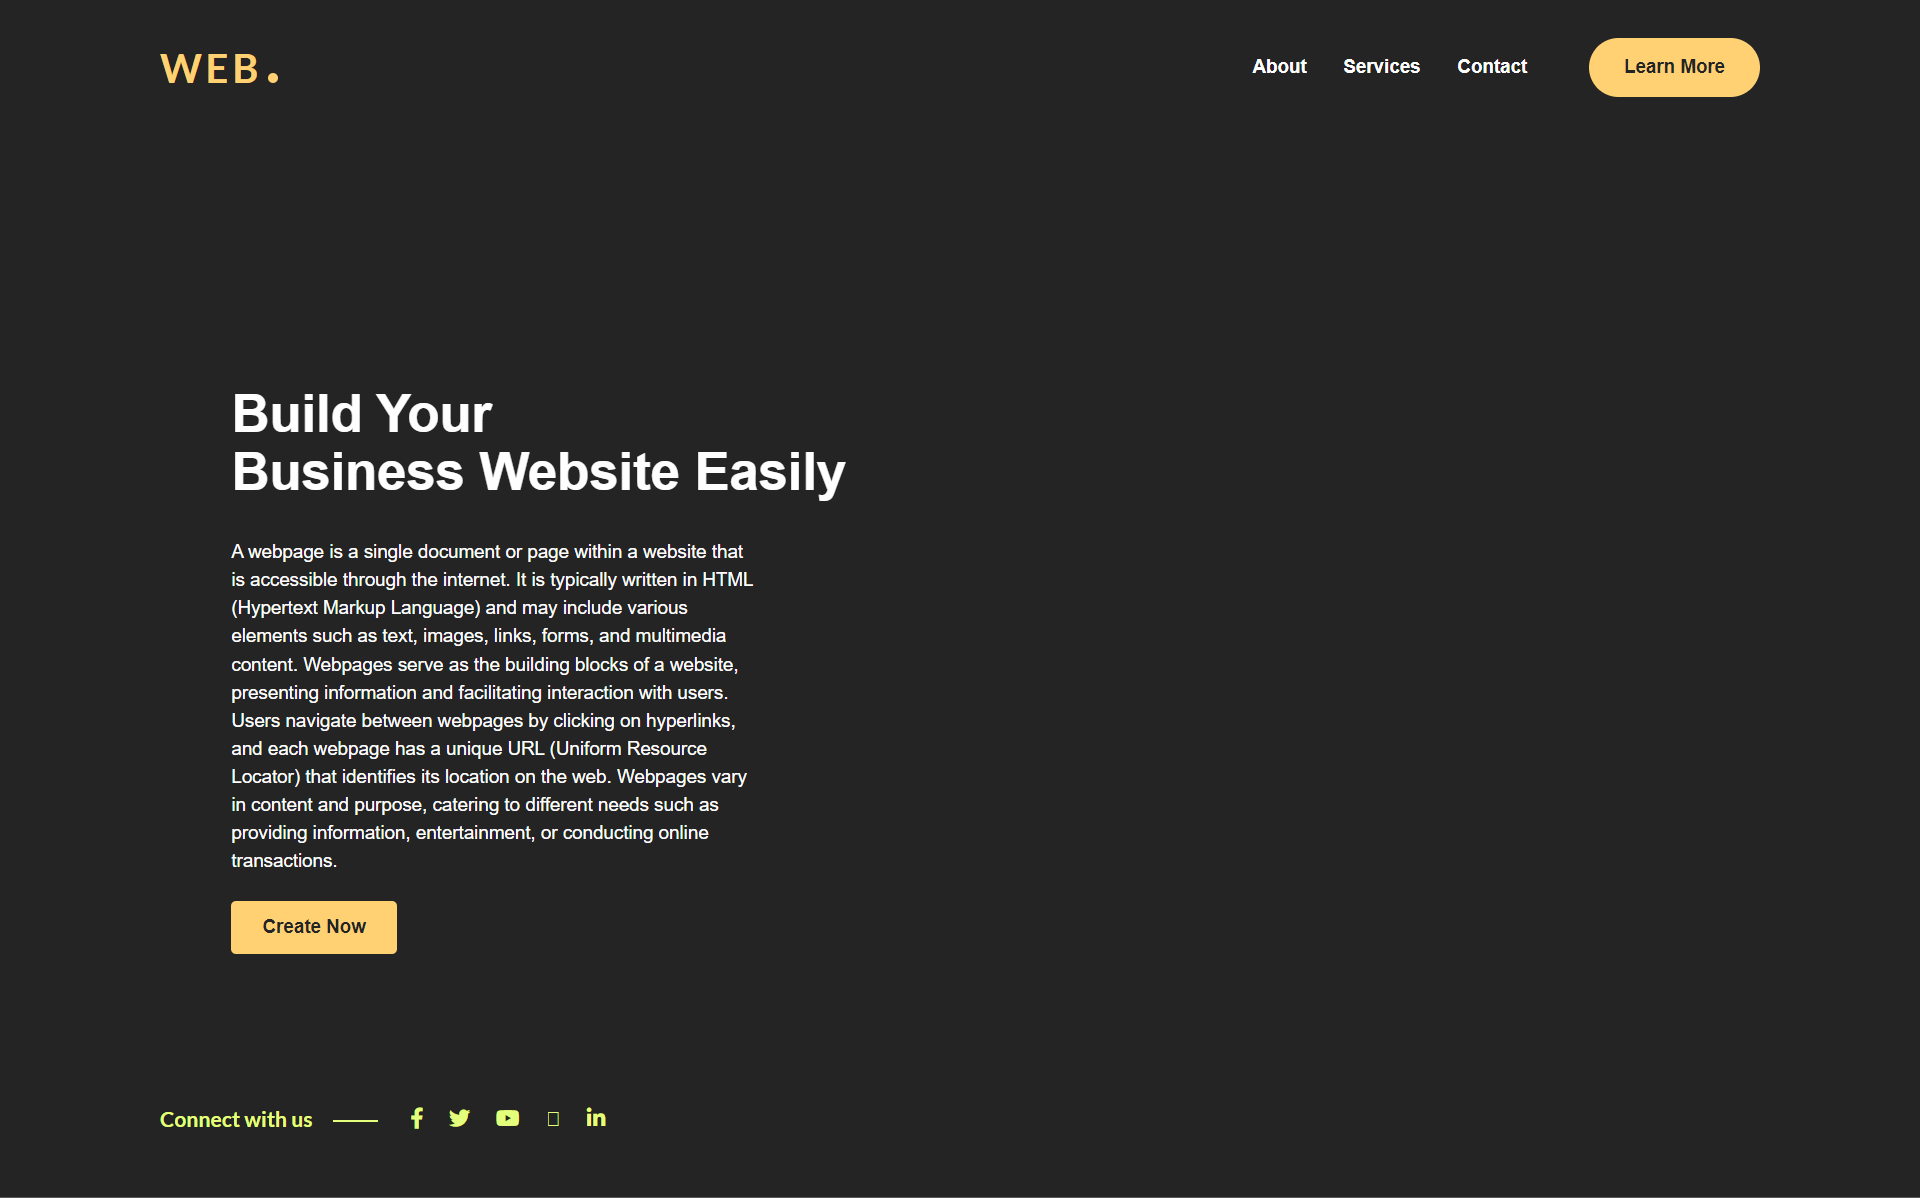 WEB.
About Services Contact Learn More
Build Your
Business Website Easily
A webpage is a single document or page within a website that
is accessible through the internet. It is typically written in HTML
(Hypertext Markup Language) and may include various
elements such as text, images, links, forms, and multimedia
content. Webpages serve as the building blocks of a website,
presenting information and facilitating interaction with users.
Users navigate between webpages by clicking on hyperlinks,
and each webpage has a unique URL (Uniform Resource
Locator) that identifies its location on the web. Webpages vary
in content and purpose, catering to different needs such as
providing information, entertainment, or conducting online
transactions.
Create Now
Connect with us